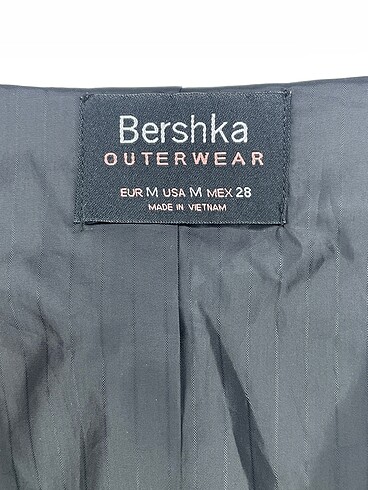 Bershka
OUTERWEAR
EUR M USA M MEX 28
MADE IN VIETNAM